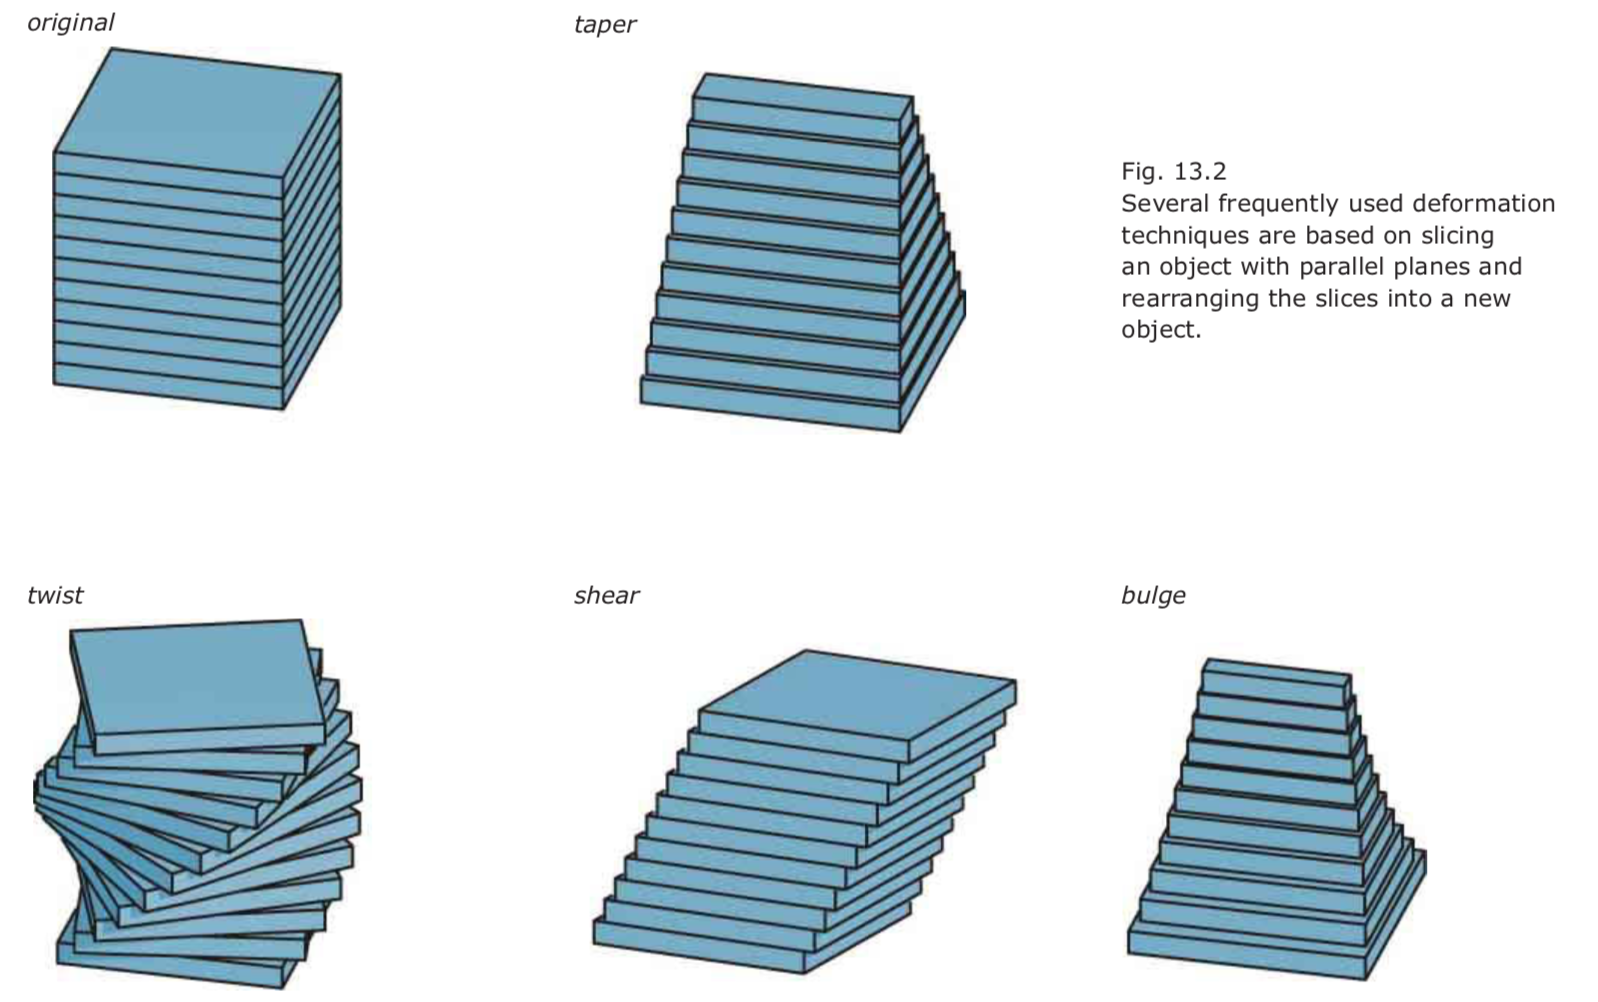 original
taper
Fig. 13.2
Several frequently used deformation
techniques are based on slicing
an object with parallel planes and
rearranging the slices into a new
object.
twist
shear
bulge